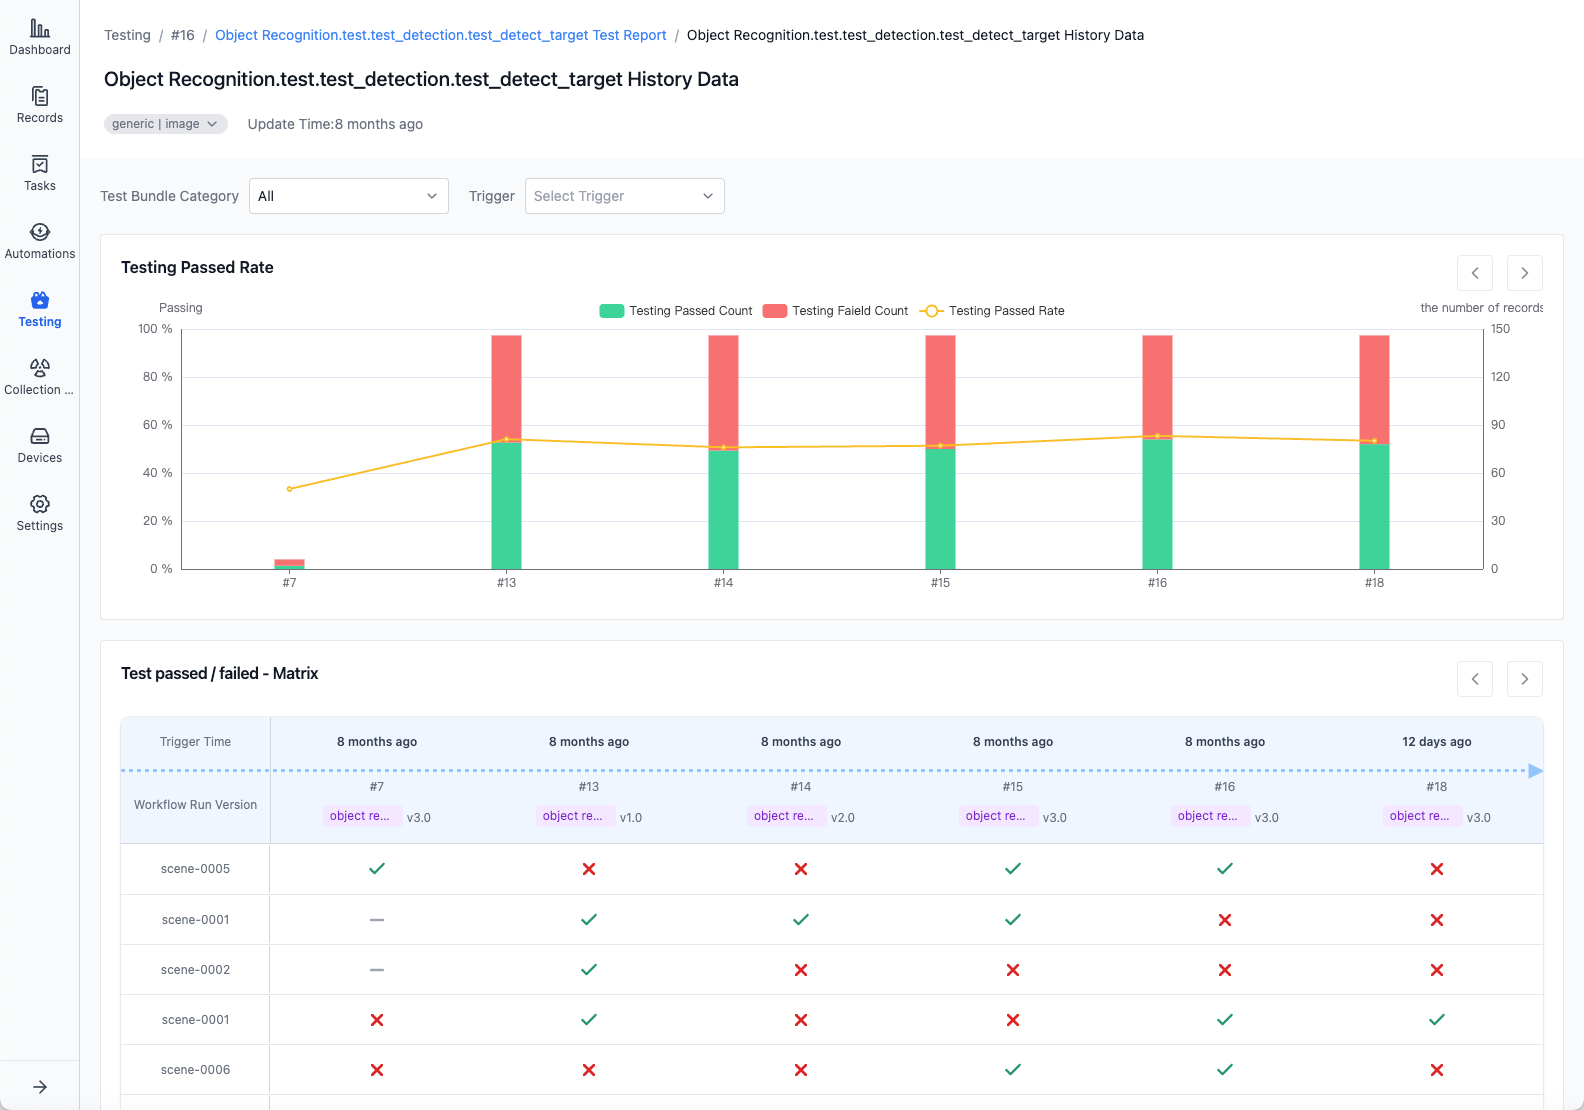 Dashboard
Records
Tasks
Automations
Testing
Collection ...
Devices
Settings
Testing / #16 / Object Recognition.test.test_detection.test_detect_target Test Report / Object Recognition.test.test_detection.test_detect_target History Data
Object Recognition.test.test_detection.test_detect_target History Data
generic | image
Update Time:8 months ago
Test Bundle Category All Trigger Select Trigger
Testing Passed Rate
Passing
Testing Passed Count Testing Faield Count Testing Passed Rate
the number of records
100 % 150
80 % 120
60 % 90
40 % 60
20 % 30
0 % 0
#7 #13 #14 #15 #16 #18
Test passed / failed - Matrix
Trigger Time 8 months ago 8 months ago 8 months ago 8 months ago 8 months ago 12 days ago
Workflow Run Version
#7 #13 #14 #15 #16 #18
object re... v3.0 object re... v1.0 object re... v2.0 object re... v3.0 object re... v3.0 object re... v3.0
scene-0005
scene-0001
scene-0002
scene-0001
scene-0006